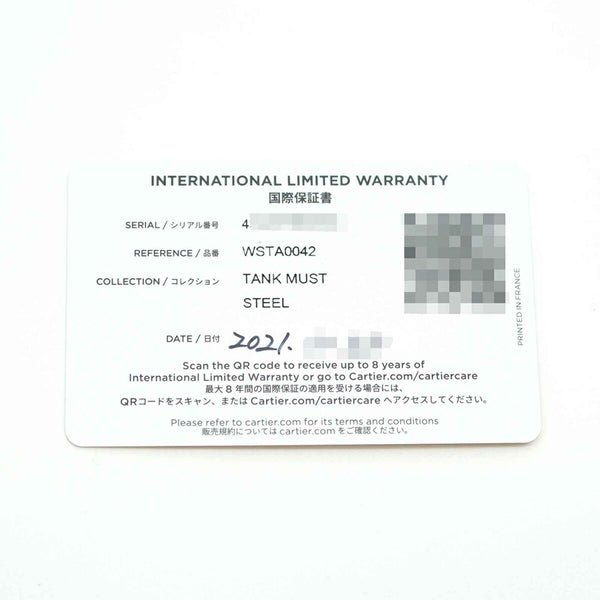 INTERNATIONAL LIMITED WARRANTY
国際保証書
SERIAL / シリアル番号 4
REFERENCE / 品番 WSTA0042
COLLECTION / コレクション TANK MUST
STEEL
DATE / 日付 2021.
Scan the QR code to receive up to 8 years of
International Limited Warranty or go to Cartier.com/cartiercare
最大 8 年間の国際保証の適用を受ける場合には、
QRコードをスキャン、または Cartier.com/cartiercare へアクセスしてください。
Please refer to cartier.com for its terms and conditions
販売規約については cartier.com をご確認ください。
PRINTED IN FRANCE